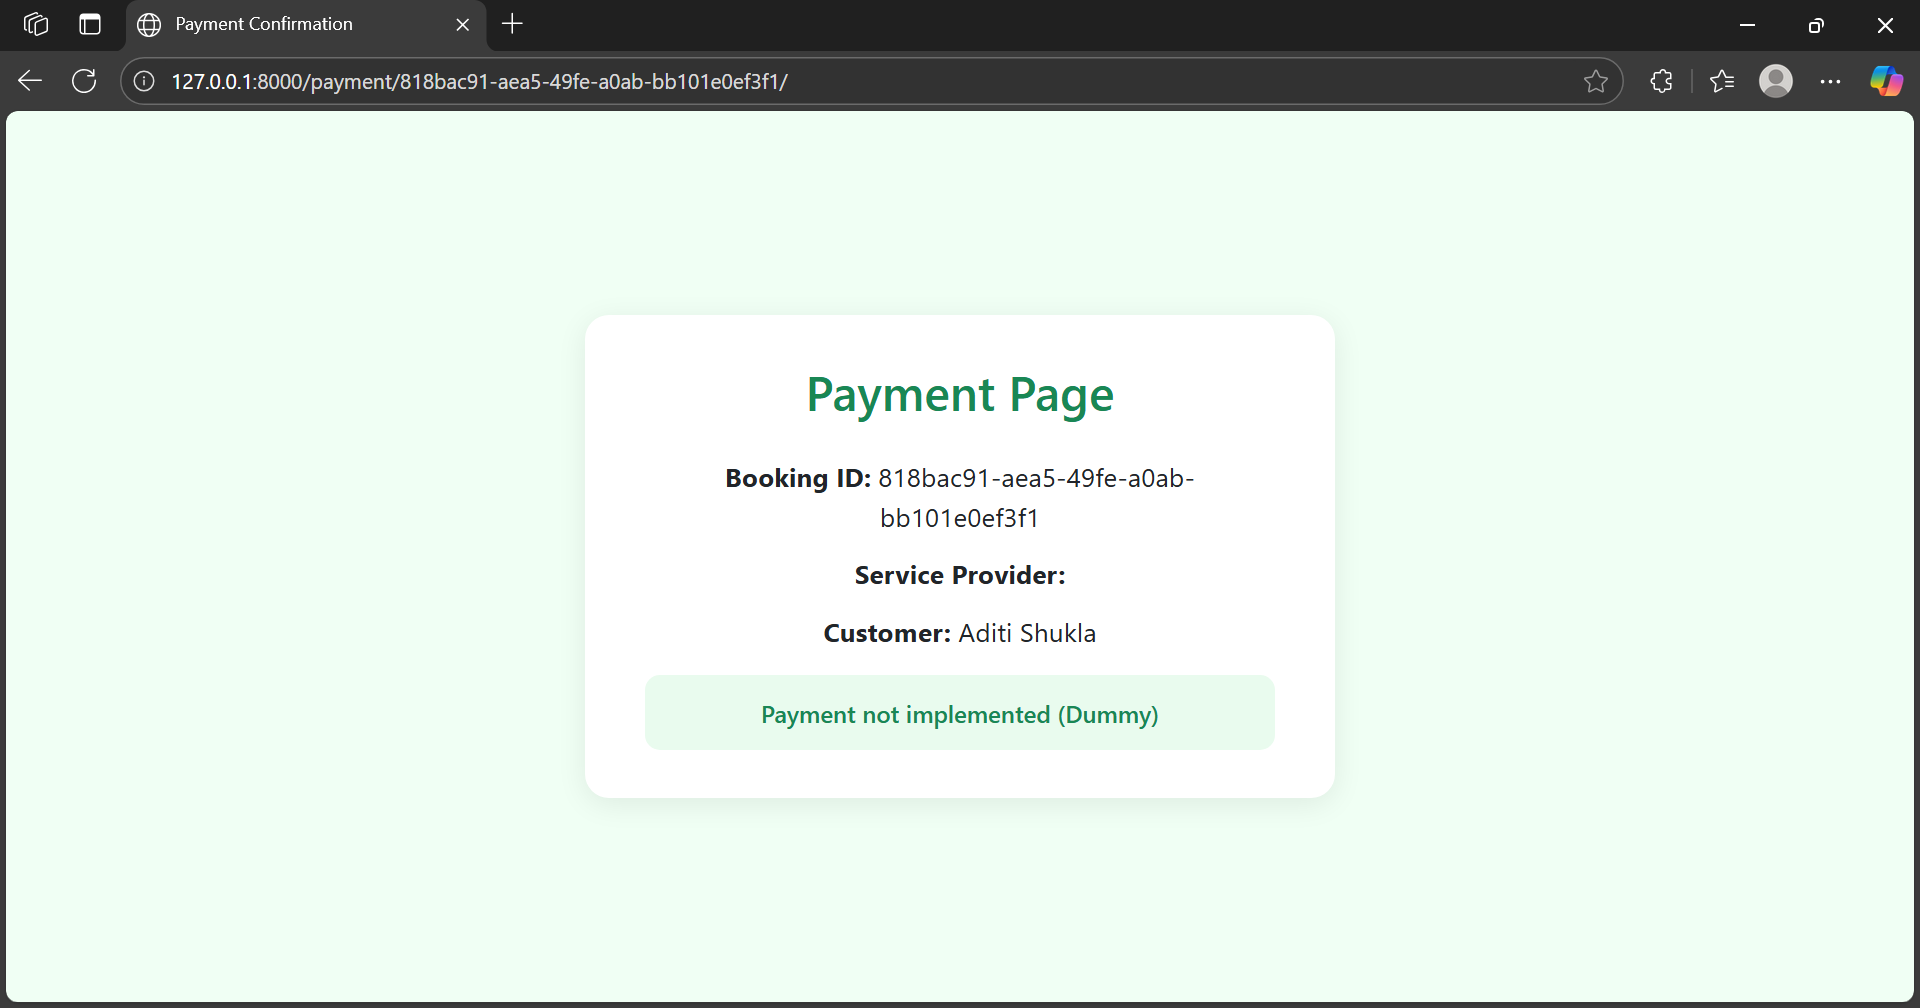 Payment Confirmation
127.0.0.1:8000/payment/818bac91-aea5-49fe-a0ab-bb101e0ef3f1/
Payment Page
Booking ID: 818bac91-aea5-49fe-a0ab-
bb101e0ef3f1
Service Provider:
Customer: Aditi Shukla
Payment not implemented (Dummy)